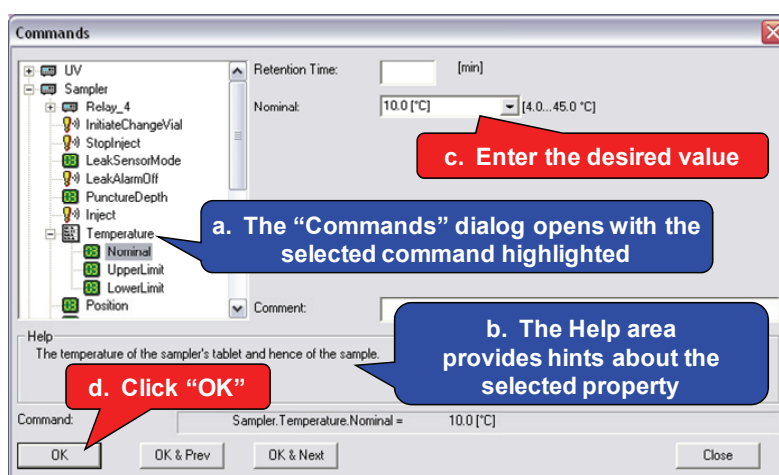 Commands
UV
Sampler
Relay_4
InitiateChangeVial
StopInject
LeakSensorMode
LeakAlarmOff
PunctureDepth
Inject
Temperature
Nominal
UpperLimit
LowerLimit
Position
Retention Time: [min]
Nominal: 10.0 [°C] [4.0...45.0 °C]
c. Enter the desired value
a. The “Commands” dialog opens with the
selected command highlighted
Comment:
Help
The temperature of the sampler's tablet and hence of the sample.
b. The Help area
provides hints about the
selected property
d. Click “OK”
Command: Sampler.Temperature.Nominal = 10.0 [°C]
OK OK & Prev OK & Next Close